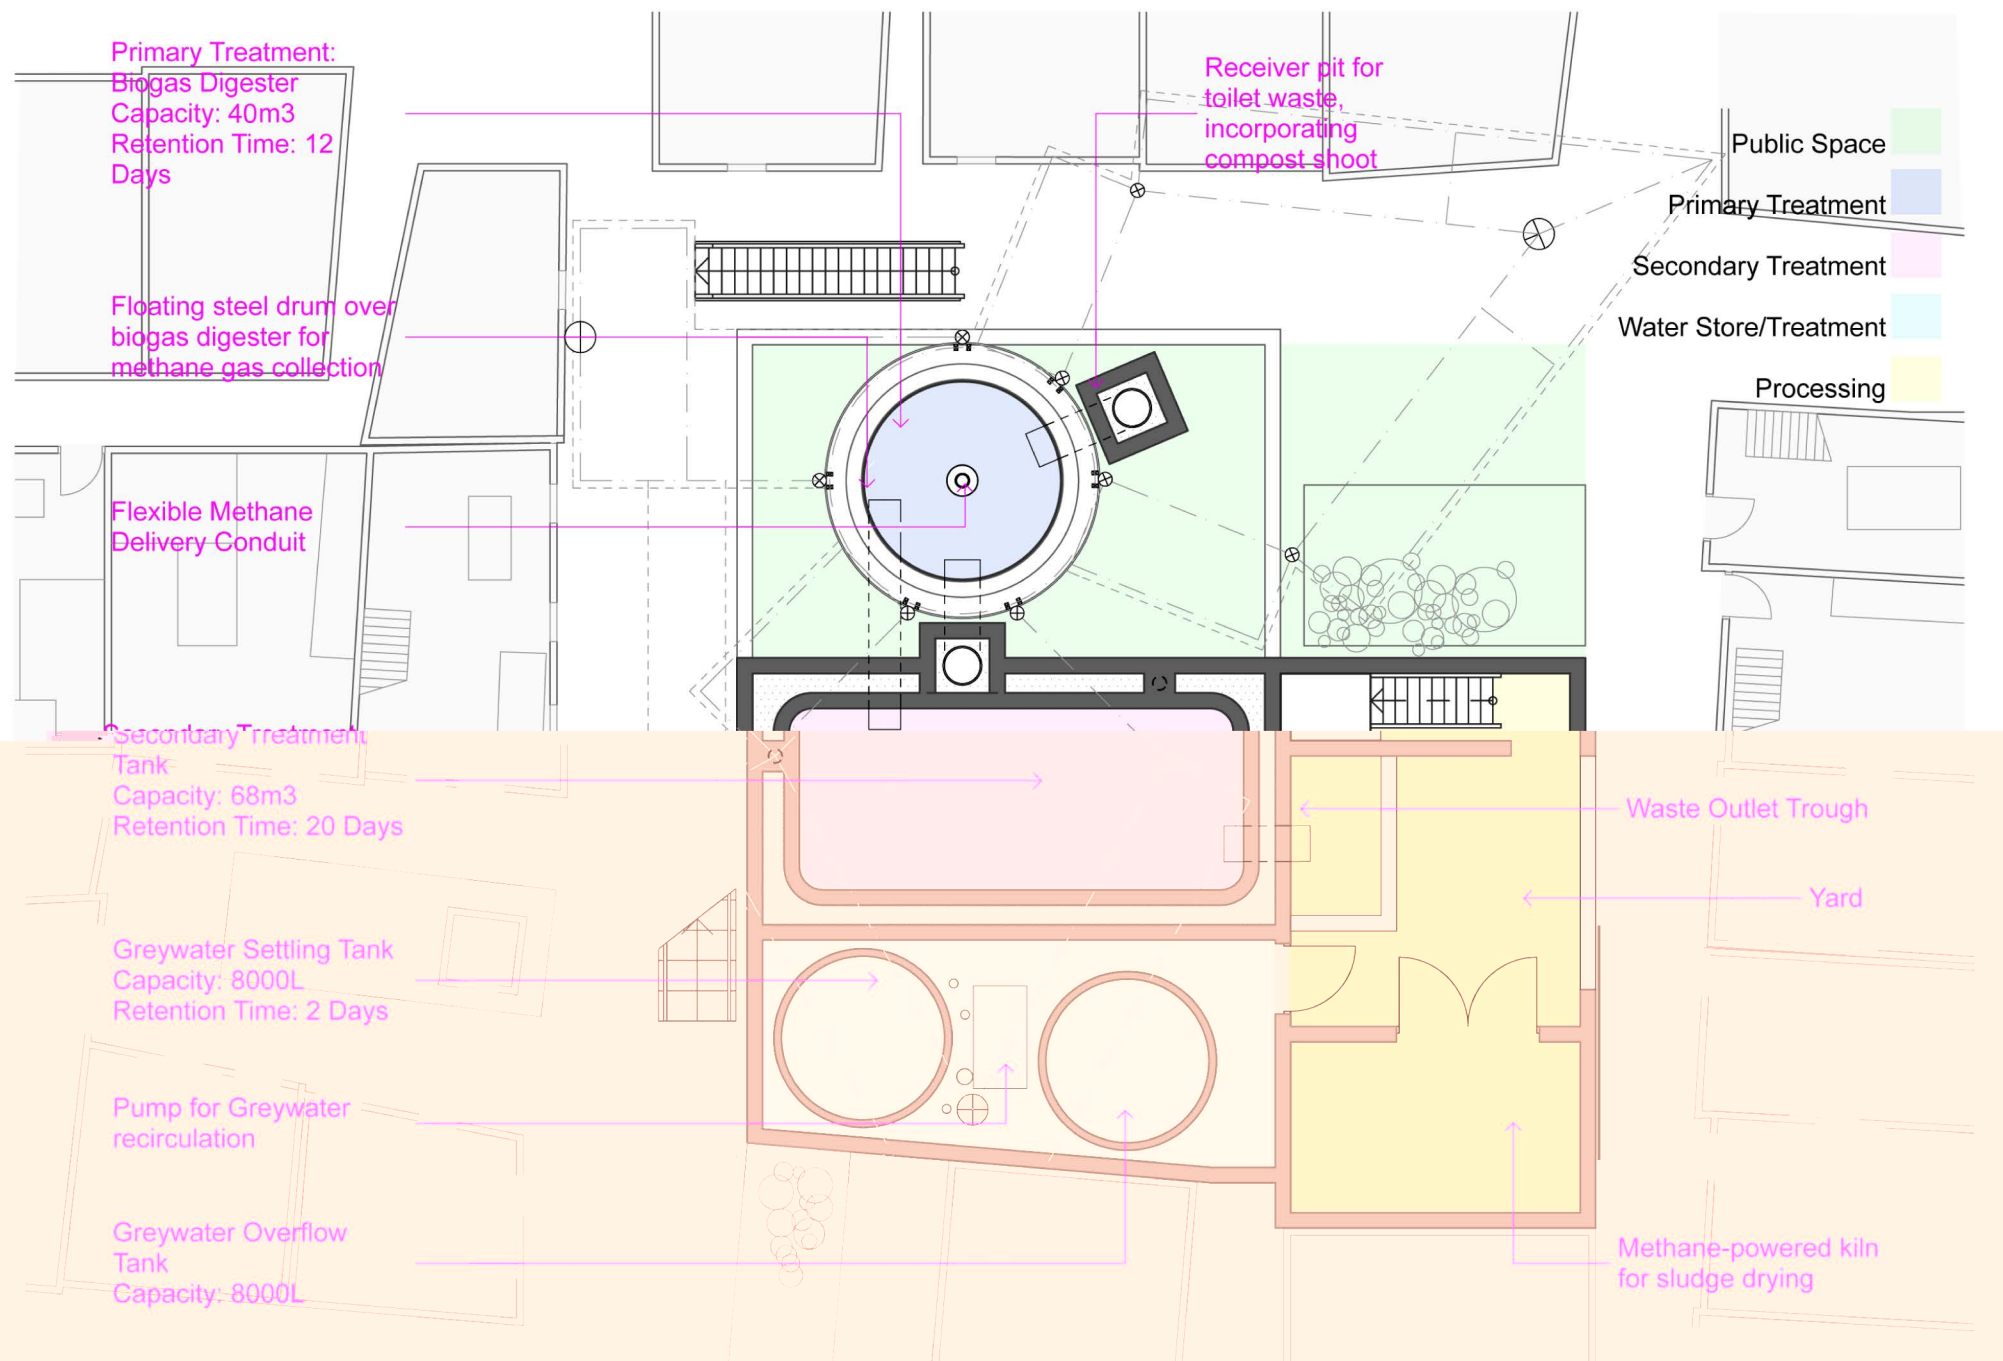 Primary Treatment:
Biogas Digester
Capacity: 40m3
Retention Time: 12
Days
Receiver pit for
toilet waste,
incorporating
compost shoot
Public Space
Primary Treatment
Secondary Treatment
Water Store/Treatment
Processing
Floating steel drum over
biogas digester for
methane gas collection
Flexible Methane
Delivery Conduit
Secondary Treatment
Tank
Capacity: 68m3
Retention Time: 20 Days
Waste Outlet Trough
Yard
Greywater Settling Tank
Capacity: 8000L
Retention Time: 2 Days
Pump for Greywater
recirculation
Greywater Overflow
Tank
Capacity: 8000L
Methane-powered kiln
for sludge drying